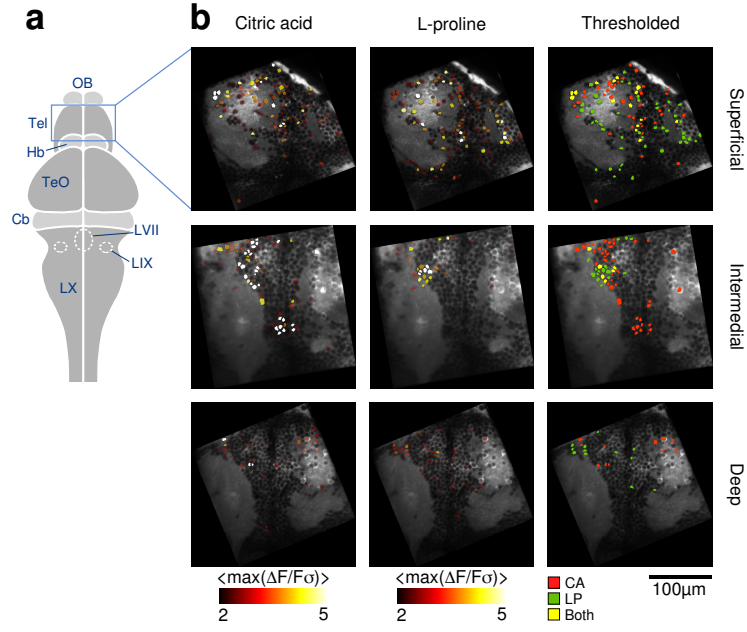 a
b
Citric acid
L-proline
Thresholded
OB
Tel
Hb
TeO
Cb
LVII
LIX
LX
Superficial
Intermedial
Deep
<max(ΔF/Fσ)>
2 5
<max(ΔF/Fσ)>
2 5
CA
LP
Both
100μm